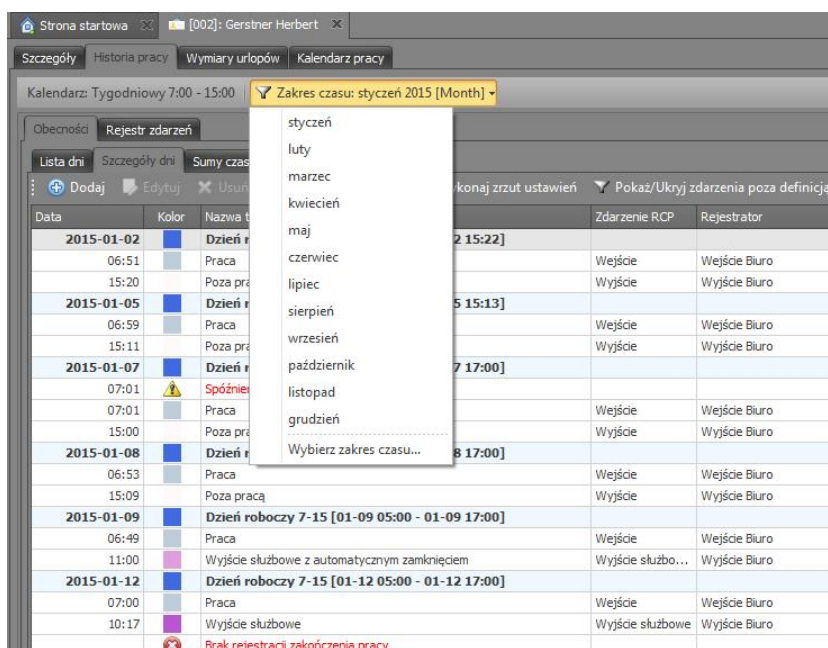 Strona startowa [002]: Gerstner Herbert
Szczegóły Historia pracy Wymiary urlopów Kalendarz pracy
Kalendarz: Tygodniowy 7:00 - 15:00 Zakres czasu: styczeń 2015 [Month]
styczeń
luty
marzec
kwiecień
maj
czerwiec
lipiec
sierpień
wrzesień
październik
listopad
grudzień
Wybierz zakres czasu...
Obecności Rejestr zdarzeń
Lista dni Szczegóły dni Sumy czas
Dodaj Edytuj Usuń konaj zrzut ustawień Pokaż/Ukryj zdarzenia poza definicją
Data Kolor Nazwa t Zdarzenie RCP Rejestrator
2015-01-02 Dzień r 2 15:22]
06:51 Praca Wejście Wejście Biuro
15:20 Poza pra Wyjście Wyjście Biuro
2015-01-05 Dzień r 5 15:13]
06:59 Praca Wejście Wejście Biuro
15:11 Poza pra Wyjście Wyjście Biuro
2015-01-07 Dzień r 7 17:00]
07:01 Spóźnien
07:01 Praca Wejście Wejście Biuro
15:00 Poza pra Wyjście Wyjście Biuro
2015-01-08 Dzień r 8 17:00]
06:53 Praca Wejście Wejście Biuro
15:09 Poza pracą Wyjście Wyjście Biuro
2015-01-09 Dzień roboczy 7-15 [01-09 05:00 - 01-09 17:00]
06:49 Praca Wejście Wejście Biuro
11:00 Wyjście służbowe z automatycznym zamknięciem Wyjście służbo... Wyjście Biuro
2015-01-12 Dzień roboczy 7-15 [01-12 05:00 - 01-12 17:00]
07:00 Praca Wejście Wejście Biuro
10:17 Wyjście służbowe Wyjście służbowe Wyjście Biuro
Brak rejestracji zakończenia pracy